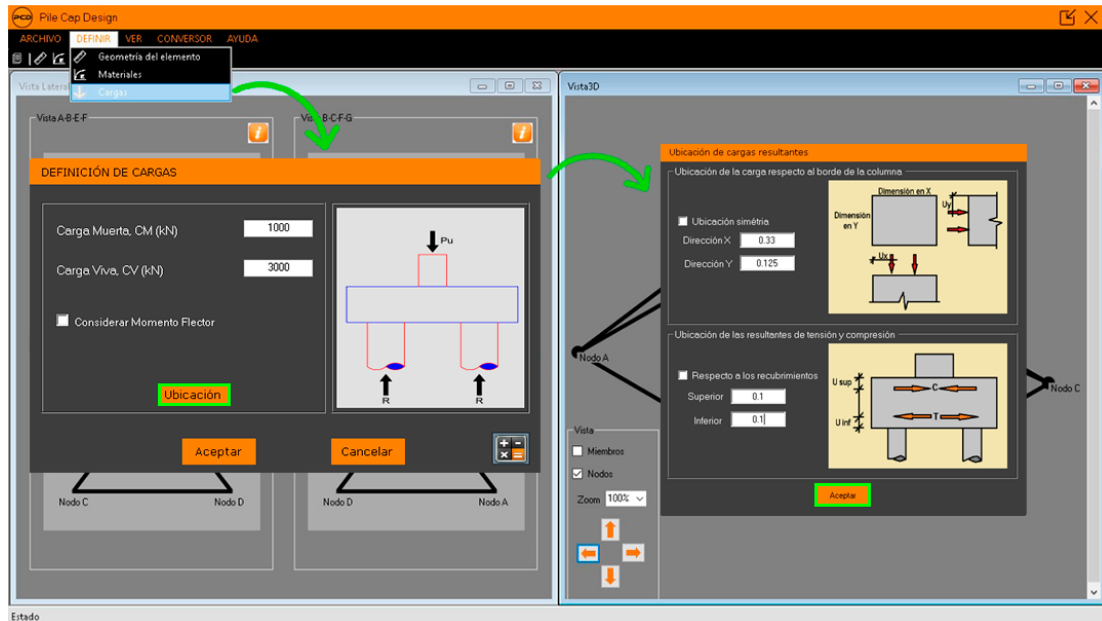 PCD Pile Cap Design
ARCHIVO DEFINIR VER CONVERSOR AYUDA
Geometría del elemento
Materiales
Cargas
Vista Lateral
Vista A-B-E-F
B-C-F-G
DEFINICIÓN DE CARGAS
Carga Muerta, CM (kN) 1000
Carga Viva, CV (kN) 3000
Considerar Momento Flector
Ubicación
Pu
R R
Aceptar Cancelar
Nodo C Nodo D
Nodo D Nodo A
Vista3D
Nodo A
Nodo C
Vista
Miembros
Nodos
Zoom 100%
Ubicación de cargas resultantes
Ubicación de la carga respecto al borde de la columna
Ubicación simétria
Dirección X 0.33
Dirección Y 0.125
Dimensión en X
Dimensión
en Y
Uy
Ux
Ubicación de las resultantes de tensión y compresión
Respecto a los recubrimientos
Superior 0.1
Inferior 0.1
U sup
C
U inf
T
Aceptar
Estado